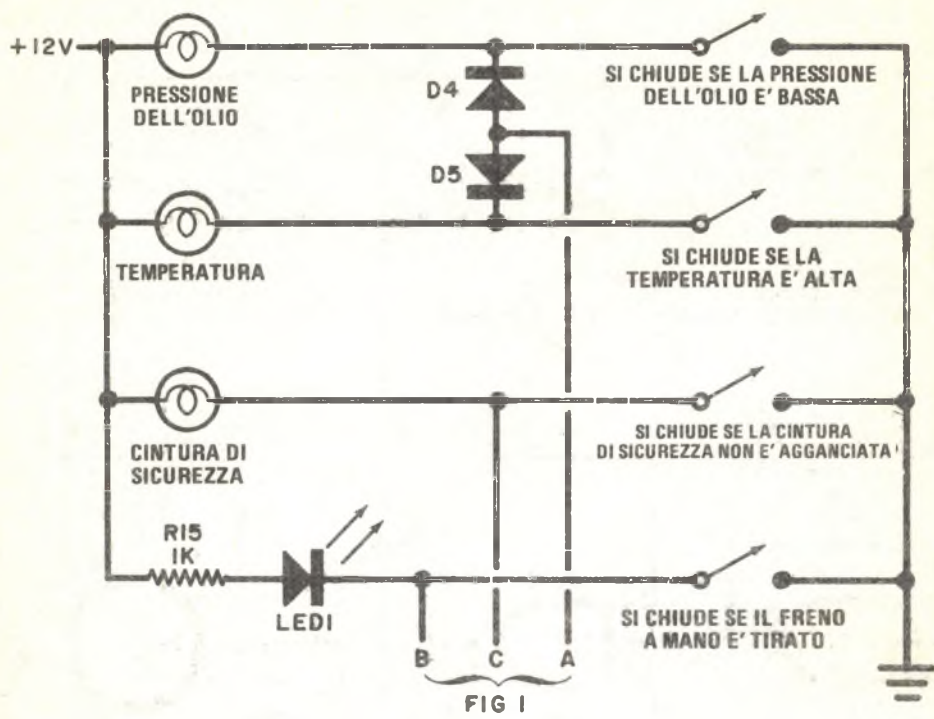 +12V
PRESSIONE
DELL'OLIO
D4
SI CHIUDE SE LA PRESSIONE
DELL'OLIO E' BASSA
D5
TEMPERATURA
SI CHIUDE SE LA
TEMPERATURA E' ALTA
CINTURA DI
SICUREZZA
SI CHIUDE SE LA CINTURA
DI SICUREZZA NON E' AGGANCIATA
R15
1K
LED1
SI CHIUDE SE IL FRENO
A MANO E' TIRATO
B C A
FIG 1